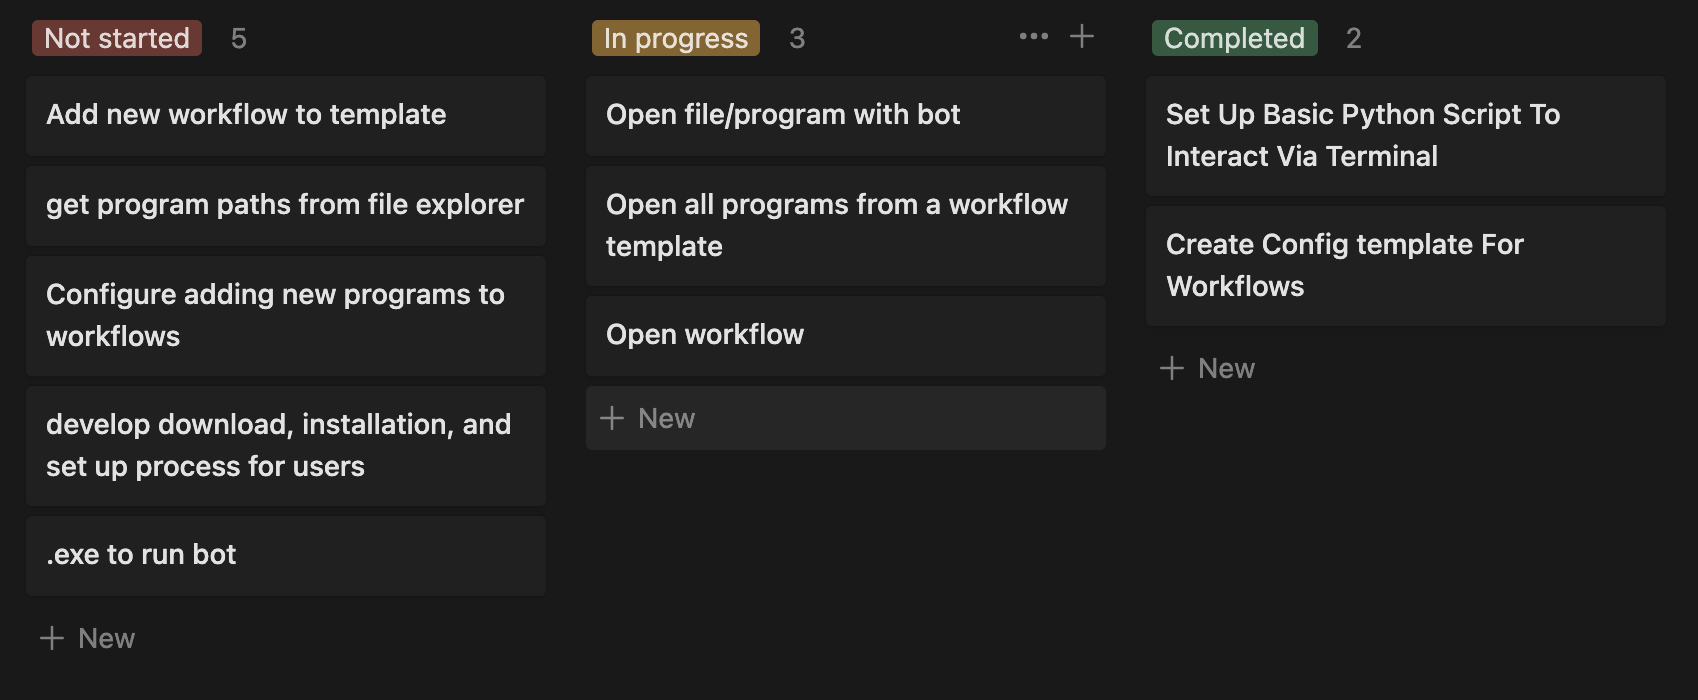 Not started 5
Add new workflow to template
get program paths from file explorer
Configure adding new programs to
workflows
develop download, installation, and
set up process for users
.exe to run bot
+ New
In progress 3 ••• +
Open file/program with bot
Open all programs from a workflow
template
Open workflow
+ New
Completed 2
Set Up Basic Python Script To
Interact Via Terminal
Create Config template For
Workflows
+ New